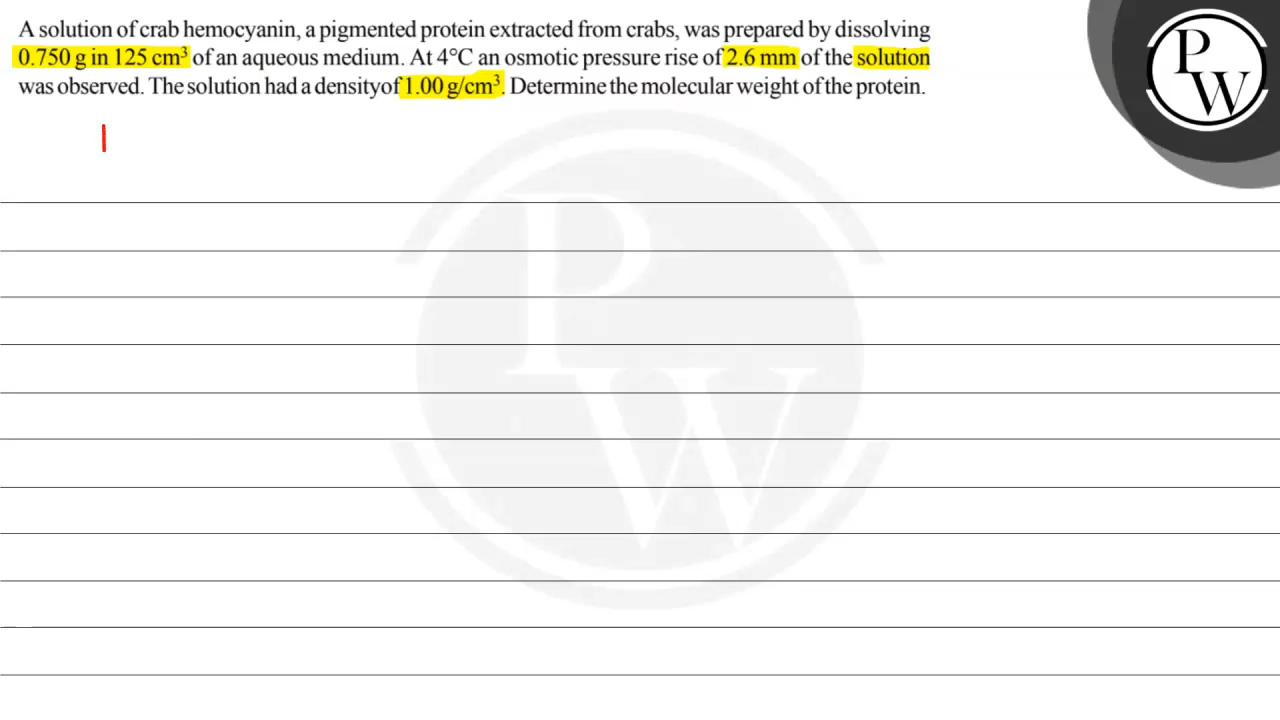 A solution of crab hemocyanin, a pigmented protein extracted from crabs, was prepared by dissolving
0.750 g in 125 cm³ of an aqueous medium. At 4°C an osmotic pressure rise of 2.6 mm of the solution
was observed. The solution had a densityof 1.00 g/cm³. Determine the molecular weight of the protein.
P
W
P
W